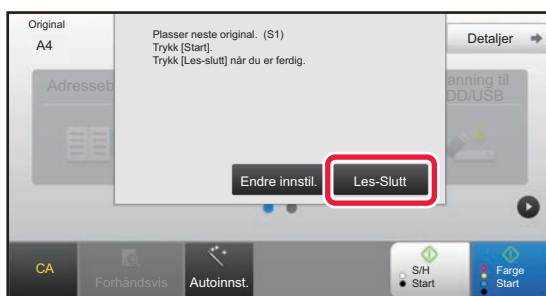 Original
A4
Plasser neste original. (S1)
Trykk [Start].
Trykk [Les-slutt] når du er ferdig.
Detaljer
Adresseb
anning til
DD/USB
Endre innstil.
Les-Slutt
CA
Forhåndsvis
Autoinnst.
S/H
Start
Farge
Start